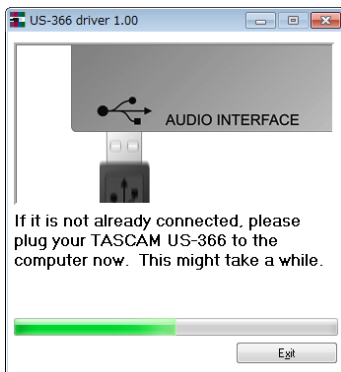 US-366 driver 1.00
AUDIO INTERFACE
If it is not already connected, please
plug your TASCAM US-366 to the
computer now.  This might take a while.
Exit